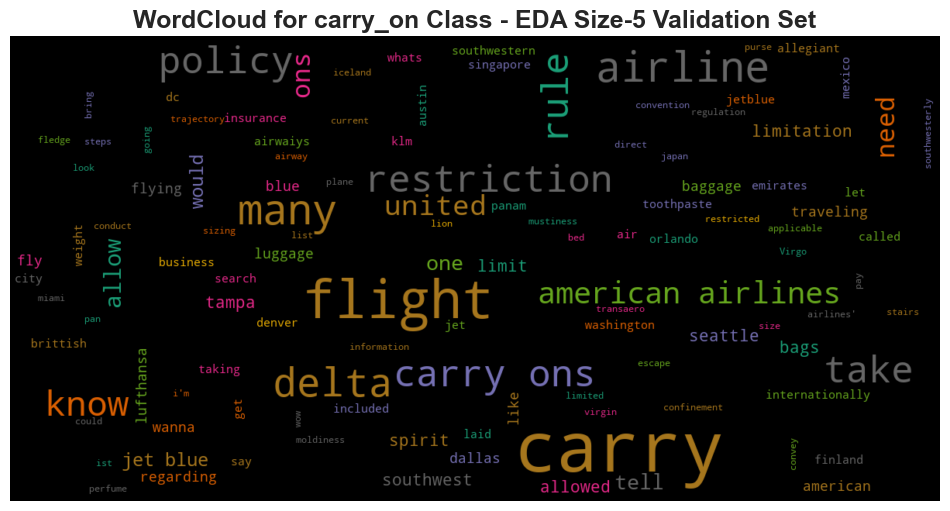 WordCloud for carry_on Class - EDA Size-5 Validation Set
policy
ons
whats
southwestern
singapore
iceland
rule
airline
purse
allegiant
mexico
bring
dc
trajectory
insurance
current
austin
convention
jetblue
regulation
need
southwesterly
fledge
steps
going
airwaiys
airway
klm
limitation
direct
japan
look
flying
would
blue
plane
restriction
baggage
emirates
let
many
united
panam
toothpaste
restricted
traveling
weight
conduct
sizing
list
lion
mustiness
bed
air
orlando
applicable
called
Virgo
fly
city
allow
business
luggage
one
limit
search
miami
tampa
flight
american airlines
pay
pan
denver
jet
transaero
washington
size
airlines'
stairs
brittish
information
seattle
bags
lufthansa
taking
delta
carry ons
escape
take
know
i'm
get
included
like
limited
internationally
could
wanna
wow
virgin
confinement
moldiness
spirit
laid
carry
ist
jet blue
say
dallas
convey
finland
regarding
southwest
perfume
allowed
tell
american